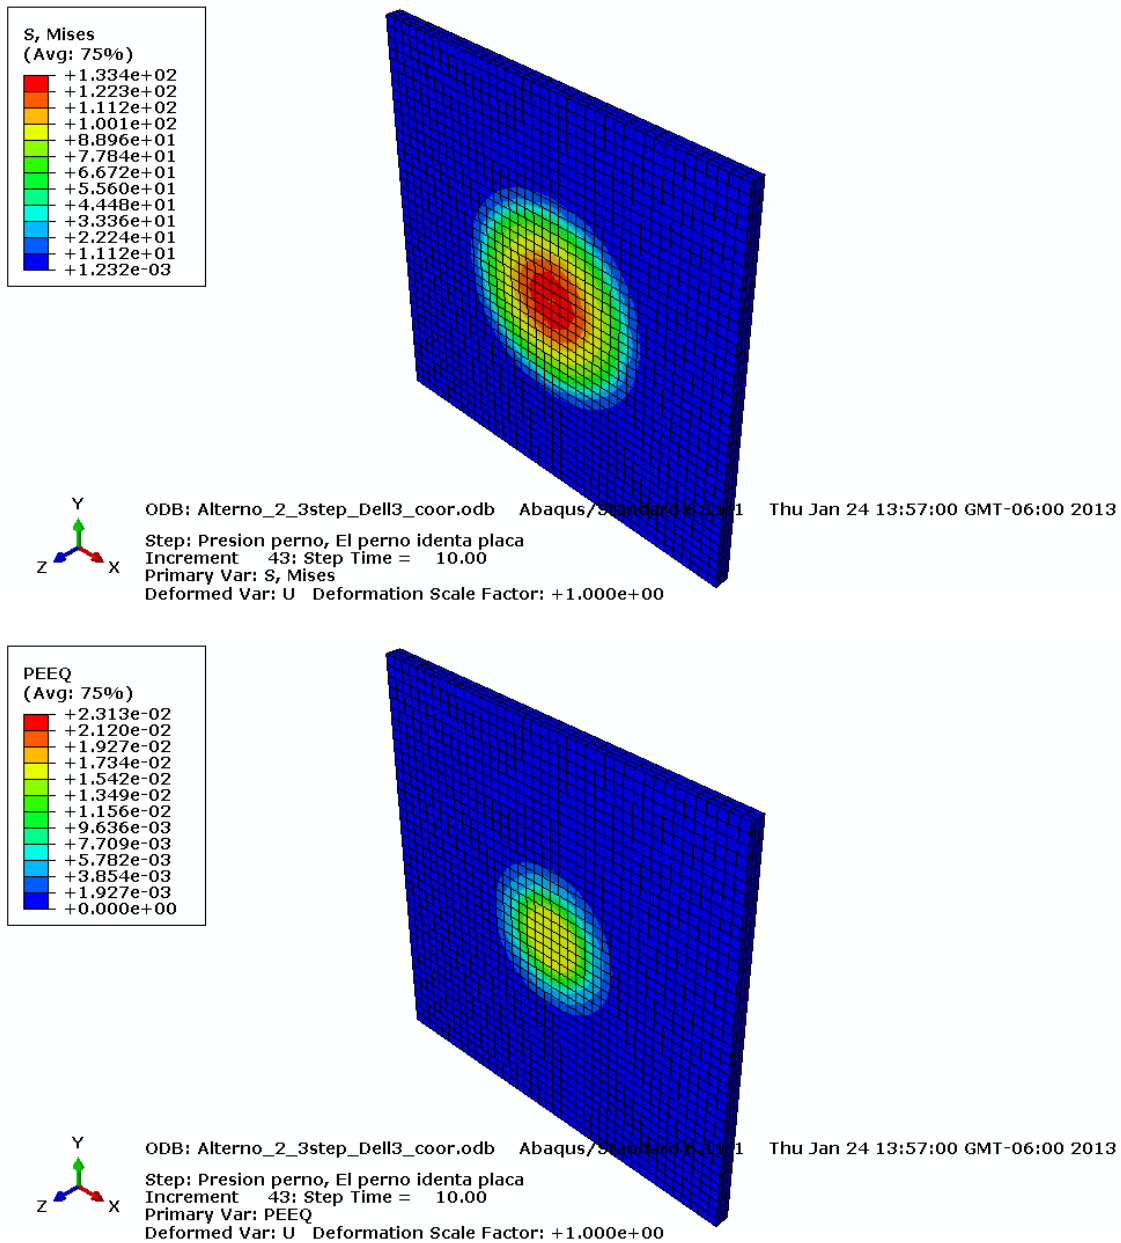 S, Mises
(Avg: 75%)
+1.334e+02
+1.223e+02
+1.112e+02
+1.001e+02
+8.896e+01
+7.784e+01
+6.672e+01
+5.560e+01
+4.448e+01
+3.336e+01
+2.224e+01
+1.112e+01
+1.232e-03
Y
Z
X
ODB: Alterno_2_3step_Dell3_coor.odb Abaqus/Standard 6.11-1 Thu Jan 24 13:57:00 GMT-06:00 2013
Step: Presion perno, El perno identa placa
Increment 43: Step Time = 10.00
Primary Var: S, Mises
Deformed Var: U Deformation Scale Factor: +1.000e+00
PEEQ
(Avg: 75%)
+2.313e-02
+2.120e-02
+1.927e-02
+1.734e-02
+1.542e-02
+1.349e-02
+1.156e-02
+9.636e-03
+7.709e-03
+5.782e-03
+3.854e-03
+1.927e-03
+0.000e+00
Y
Z
X
ODB: Alterno_2_3step_Dell3_coor.odb Abaqus/Standard 6.11-1 Thu Jan 24 13:57:00 GMT-06:00 2013
Step: Presion perno, El perno identa placa
Increment 43: Step Time = 10.00
Primary Var: PEEQ
Deformed Var: U Deformation Scale Factor: +1.000e+00